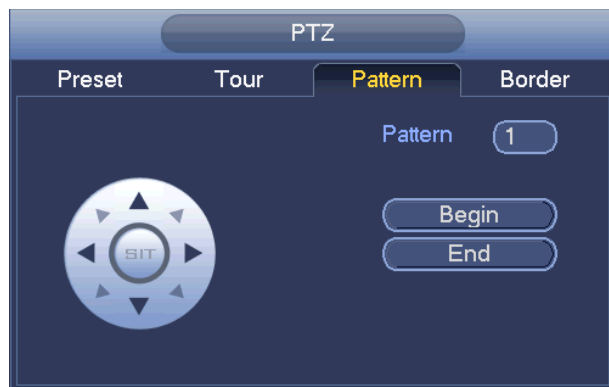 PTZ
Preset Tour Pattern Border
Pattern 1
SIT
Begin
End